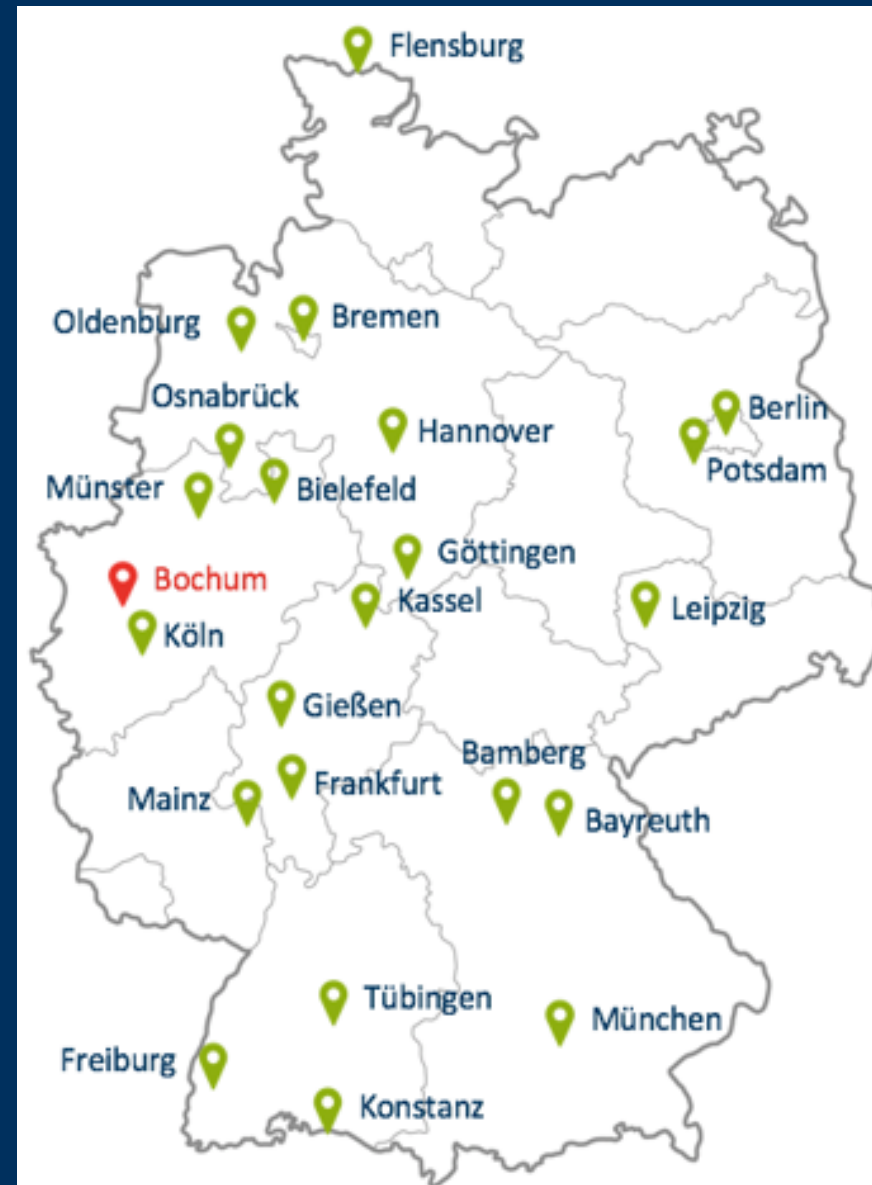 Flensburg
Oldenburg
Bremen
Osnabrück
Hannover
Berlin
Potsdam
Münster
Bielefeld
Göttingen
Bochum
Kassel
Leipzig
Köln
Gießen
Bamberg
Frankfurt
Mainz
Bayreuth
Tübingen
München
Freiburg
Konstanz